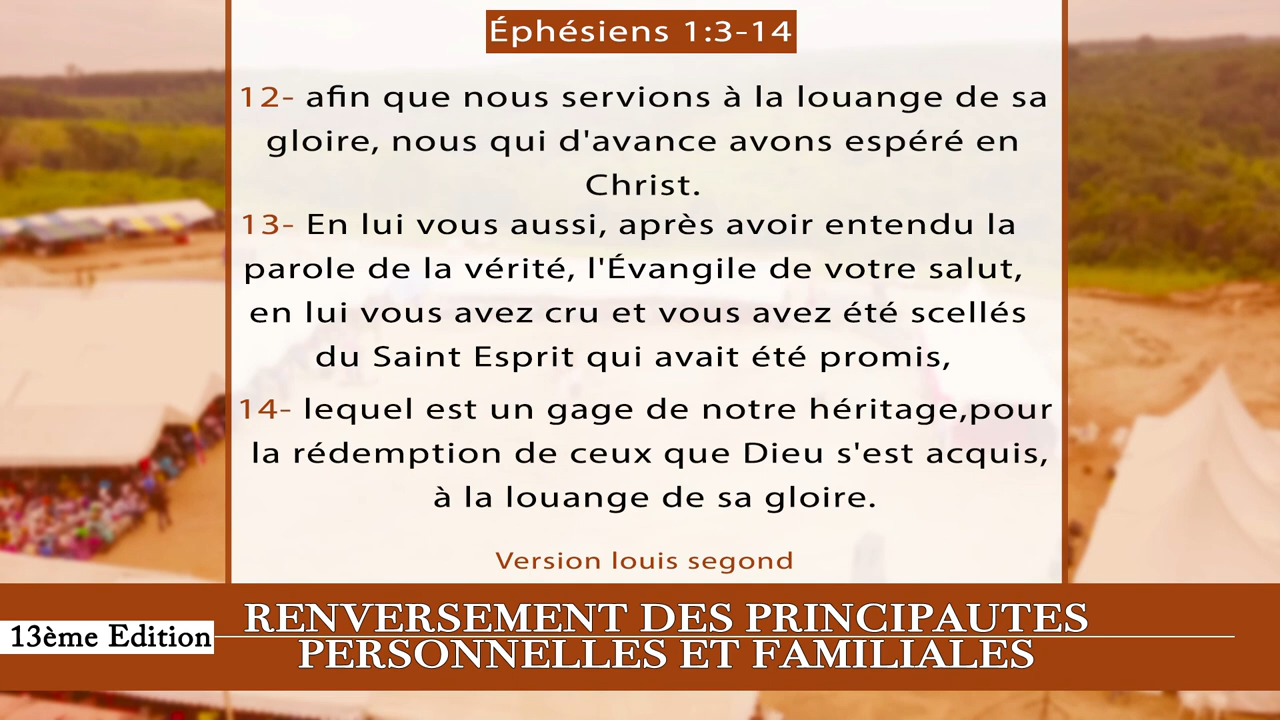 Éphésiens 1:3-14
12- afin que nous servions à la louange de sa
gloire, nous qui d'avance avons espéré en
Christ.
13- En lui vous aussi, après avoir entendu la
parole de la vérité, l'Évangile de votre salut,
en lui vous avez cru et vous avez été scellés
du Saint Esprit qui avait été promis,
14- lequel est un gage de notre héritage,pour
la rédemption de ceux que Dieu s'est acquis,
à la louange de sa gloire.
Version louis segond
13ème Edition
RENVERSEMENT DES PRINCIPAUTES
PERSONNELLES ET FAMILIALES